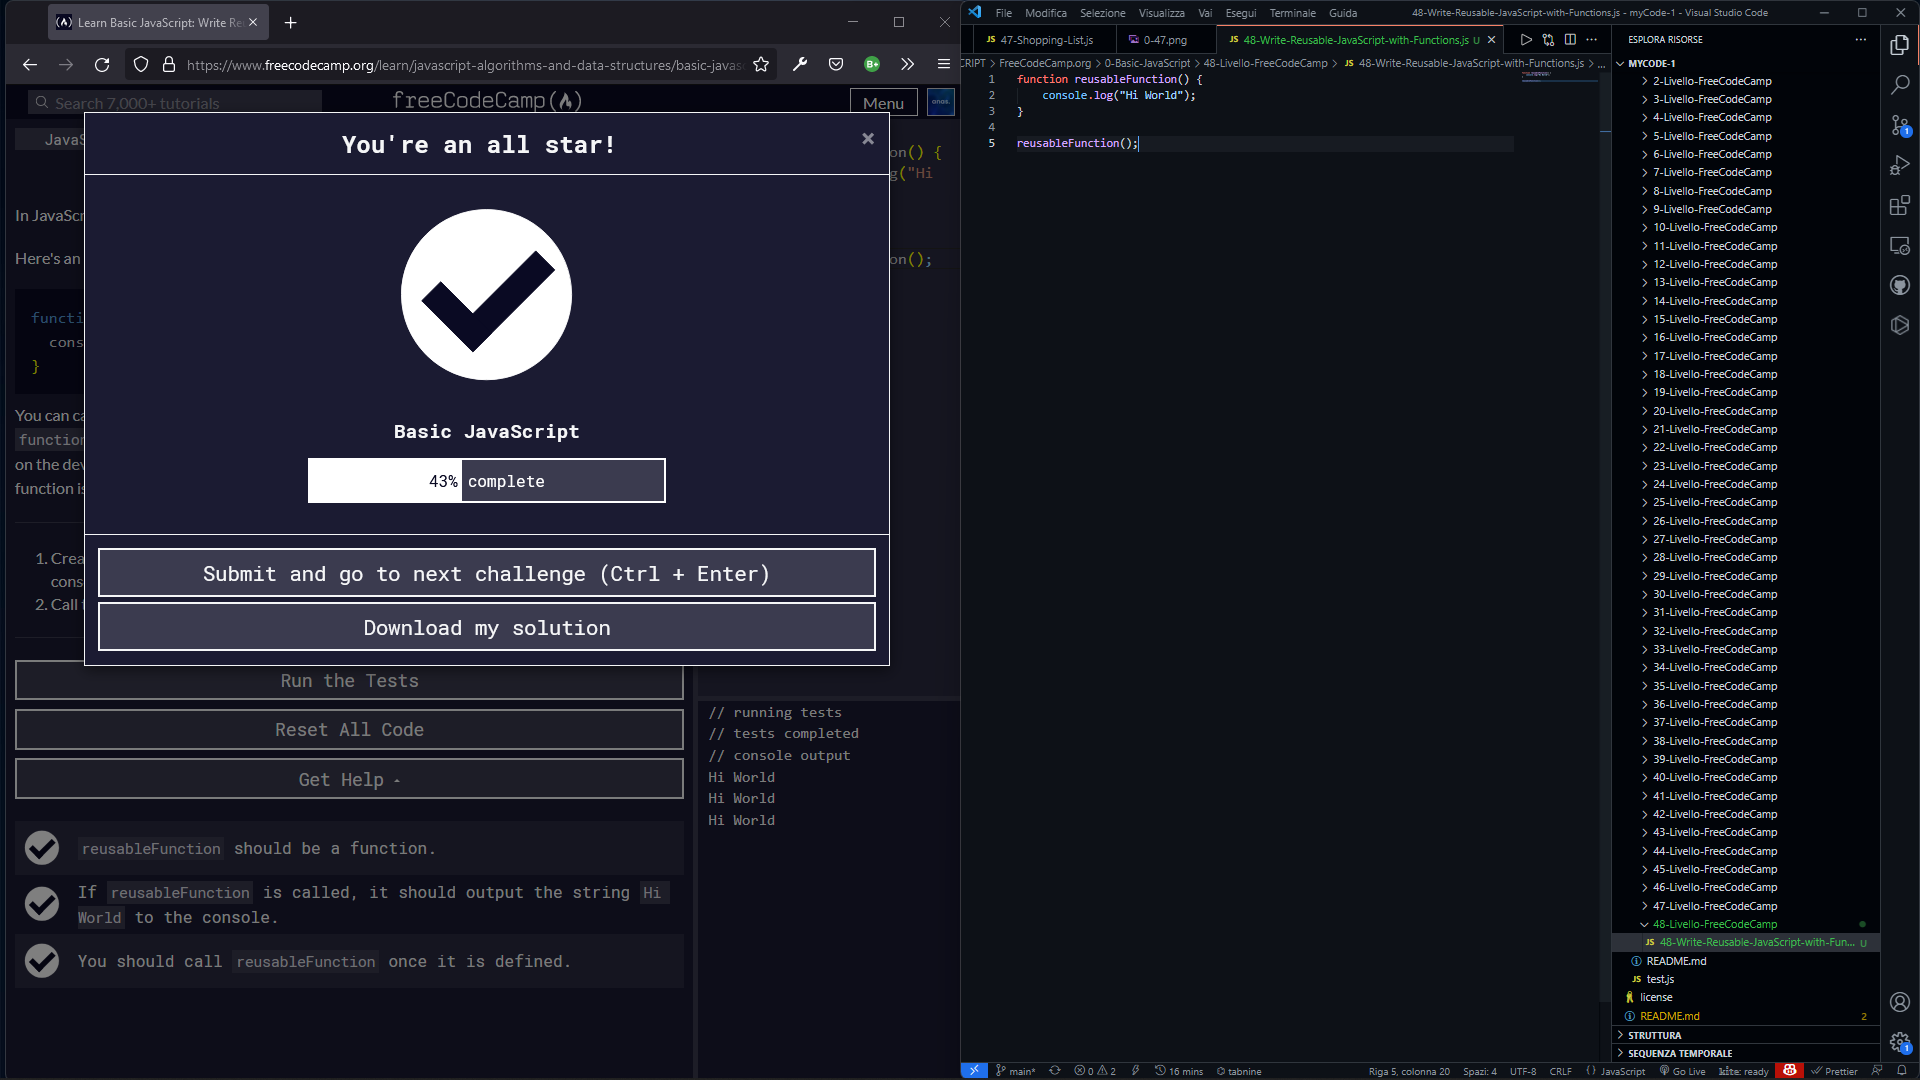 Learn Basic JavaScript: Write Re
https://www.freecodecamp.org/learn/javascript-algorithms-and-data-structures/basic-javas
Search 7,000+ tutorials
freeCodeCamp
Menu
JavaS
You're an all star!
×
on() {
g("Hi
In JavaScr
Here's an
on();
functi
cons
}
Basic JavaScript
43% complete
You can ca
function
on the dev
function is
Submit and go to next challenge (Ctrl + Enter)
Download my solution
1. Crea
cons
2. Call
Run the Tests
Reset All Code
Get Help
// running tests
// tests completed
// console output
Hi World
Hi World
Hi World
reusableFunction should be a function.
If reusableFunction is called, it should output the string Hi
World to the console.
You should call reusableFunction once it is defined.
File Modifica Selezione Visualizza Vai Esegui Terminale Guida
48-Write-Reusable-JavaScript-with-Functions.js - myCode-1 - Visual Studio Code
JS 47-Shopping-List.js
0-47.png
JS 48-Write-Reusable-JavaScript-with-Functions.js U
CRIPT > FreeCodeCamp.org > 0-Basic-JavaScript > 48-Livello-FreeCodeCamp > JS 48-Write-Reusable-JavaScript-with-Functions.js > ...
1 function reusableFunction() {
2 console.log("Hi World");
3 }
4
5 reusableFunction();
ESPLORA RISORSE
MYCODE-1
2-Livello-FreeCodeCamp
3-Livello-FreeCodeCamp
4-Livello-FreeCodeCamp
5-Livello-FreeCodeCamp
6-Livello-FreeCodeCamp
7-Livello-FreeCodeCamp
8-Livello-FreeCodeCamp
9-Livello-FreeCodeCamp
10-Livello-FreeCodeCamp
11-Livello-FreeCodeCamp
12-Livello-FreeCodeCamp
13-Livello-FreeCodeCamp
14-Livello-FreeCodeCamp
15-Livello-FreeCodeCamp
16-Livello-FreeCodeCamp
17-Livello-FreeCodeCamp
18-Livello-FreeCodeCamp
19-Livello-FreeCodeCamp
20-Livello-FreeCodeCamp
21-Livello-FreeCodeCamp
22-Livello-FreeCodeCamp
23-Livello-FreeCodeCamp
24-Livello-FreeCodeCamp
25-Livello-FreeCodeCamp
26-Livello-FreeCodeCamp
27-Livello-FreeCodeCamp
28-Livello-FreeCodeCamp
29-Livello-FreeCodeCamp
30-Livello-FreeCodeCamp
31-Livello-FreeCodeCamp
32-Livello-FreeCodeCamp
33-Livello-FreeCodeCamp
34-Livello-FreeCodeCamp
35-Livello-FreeCodeCamp
36-Livello-FreeCodeCamp
37-Livello-FreeCodeCamp
38-Livello-FreeCodeCamp
39-Livello-FreeCodeCamp
40-Livello-FreeCodeCamp
41-Livello-FreeCodeCamp
42-Livello-FreeCodeCamp
43-Livello-FreeCodeCamp
44-Livello-FreeCodeCamp
45-Livello-FreeCodeCamp
46-Livello-FreeCodeCamp
47-Livello-FreeCodeCamp
48-Livello-FreeCodeCamp
JS 48-Write-Reusable-JavaScript-with-Fun... U
README.md
JS test.js
license
README.md 2
STRUTTURA
SEQUENZA TEMPORALE
1
1
main* 0 2 16 mins tabnine
Riga 5, colonna 20 Spazi: 4 UTF-8 CRLF {} JavaScript Go Live kite: ready Prettier